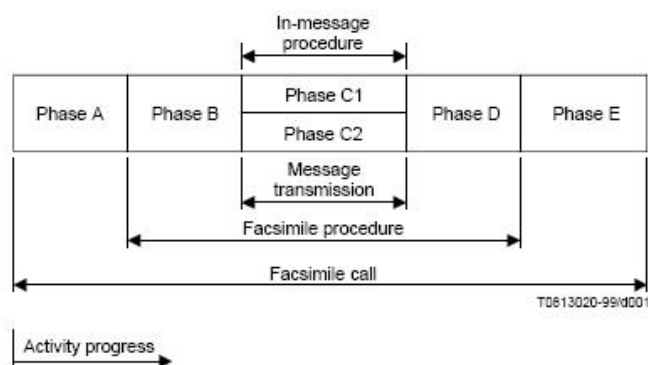 In-message
procedure
Phase A
Phase B
Phase C1
Phase C2
Phase D
Phase E
Message
transmission
Facsimile procedure
Facsimile call
T0813020-99/d001
Activity progress